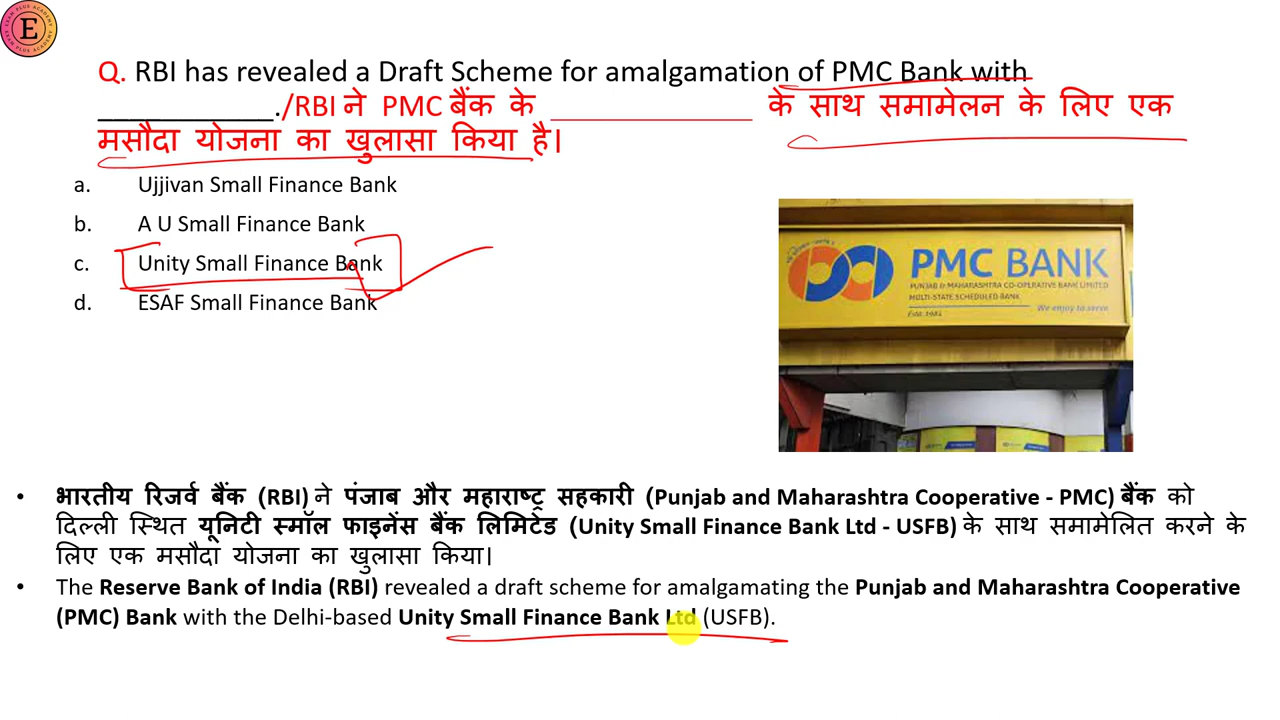 E
EXAM PLUS ACADEMY
Q. RBI has revealed a Draft Scheme for amalgamation of PMC Bank with
____________./RBI ने PMC बैंक के ______________ के साथ समामेलन के लिए एक
मसौदा योजना का खुलासा किया है।
a. Ujjivan Small Finance Bank
b. A U Small Finance Bank
c. Unity Small Finance Bank
d. ESAF Small Finance Bank
PMC BANK
PUNJAB & MAHARASHTRA CO-OPERATIVE BANK LIMITED
MULTI-STATE SCHEDULED BANK
Estd. 1984 We enjoy to serve
• भारतीय रिजर्व बैंक (RBI) ने पंजाब और महाराष्ट्र सहकारी (Punjab and Maharashtra Cooperative - PMC) बैंक को
दिल्ली स्थित यूनिटी स्मॉल फाइनेंस बैंक लिमिटेड (Unity Small Finance Bank Ltd - USFB) के साथ समामेलित करने के
लिए एक मसौदा योजना का खुलासा किया।
• The Reserve Bank of India (RBI) revealed a draft scheme for amalgamating the Punjab and Maharashtra Cooperative
(PMC) Bank with the Delhi-based Unity Small Finance Bank Ltd (USFB).